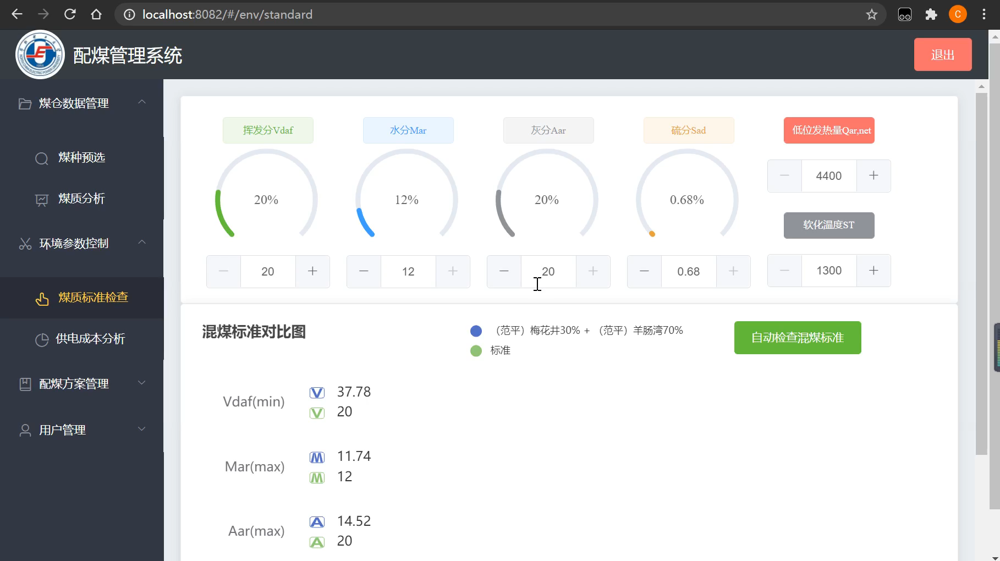 localhost:8082/#/env/standard
C
配煤管理系统
退出
煤仓数据管理
煤种预选
煤质分析
环境参数控制
煤质标准检查
供电成本分析
配煤方案管理
用户管理
挥发分Vdaf
水分Mar
灰分Aar
硫分Sad
低位发热量Qar,net
20%
12%
20%
0.68%
4400
软化温度ST
20
12
20
0.68
1300
混煤标准对比图
（范平）梅花井30% + （范平）羊肠湾70%
标准
自动检查混煤标准
Vdaf(min)
V 37.78
V 20
Mar(max)
M 11.74
M 12
Aar(max)
A 14.52
A 20